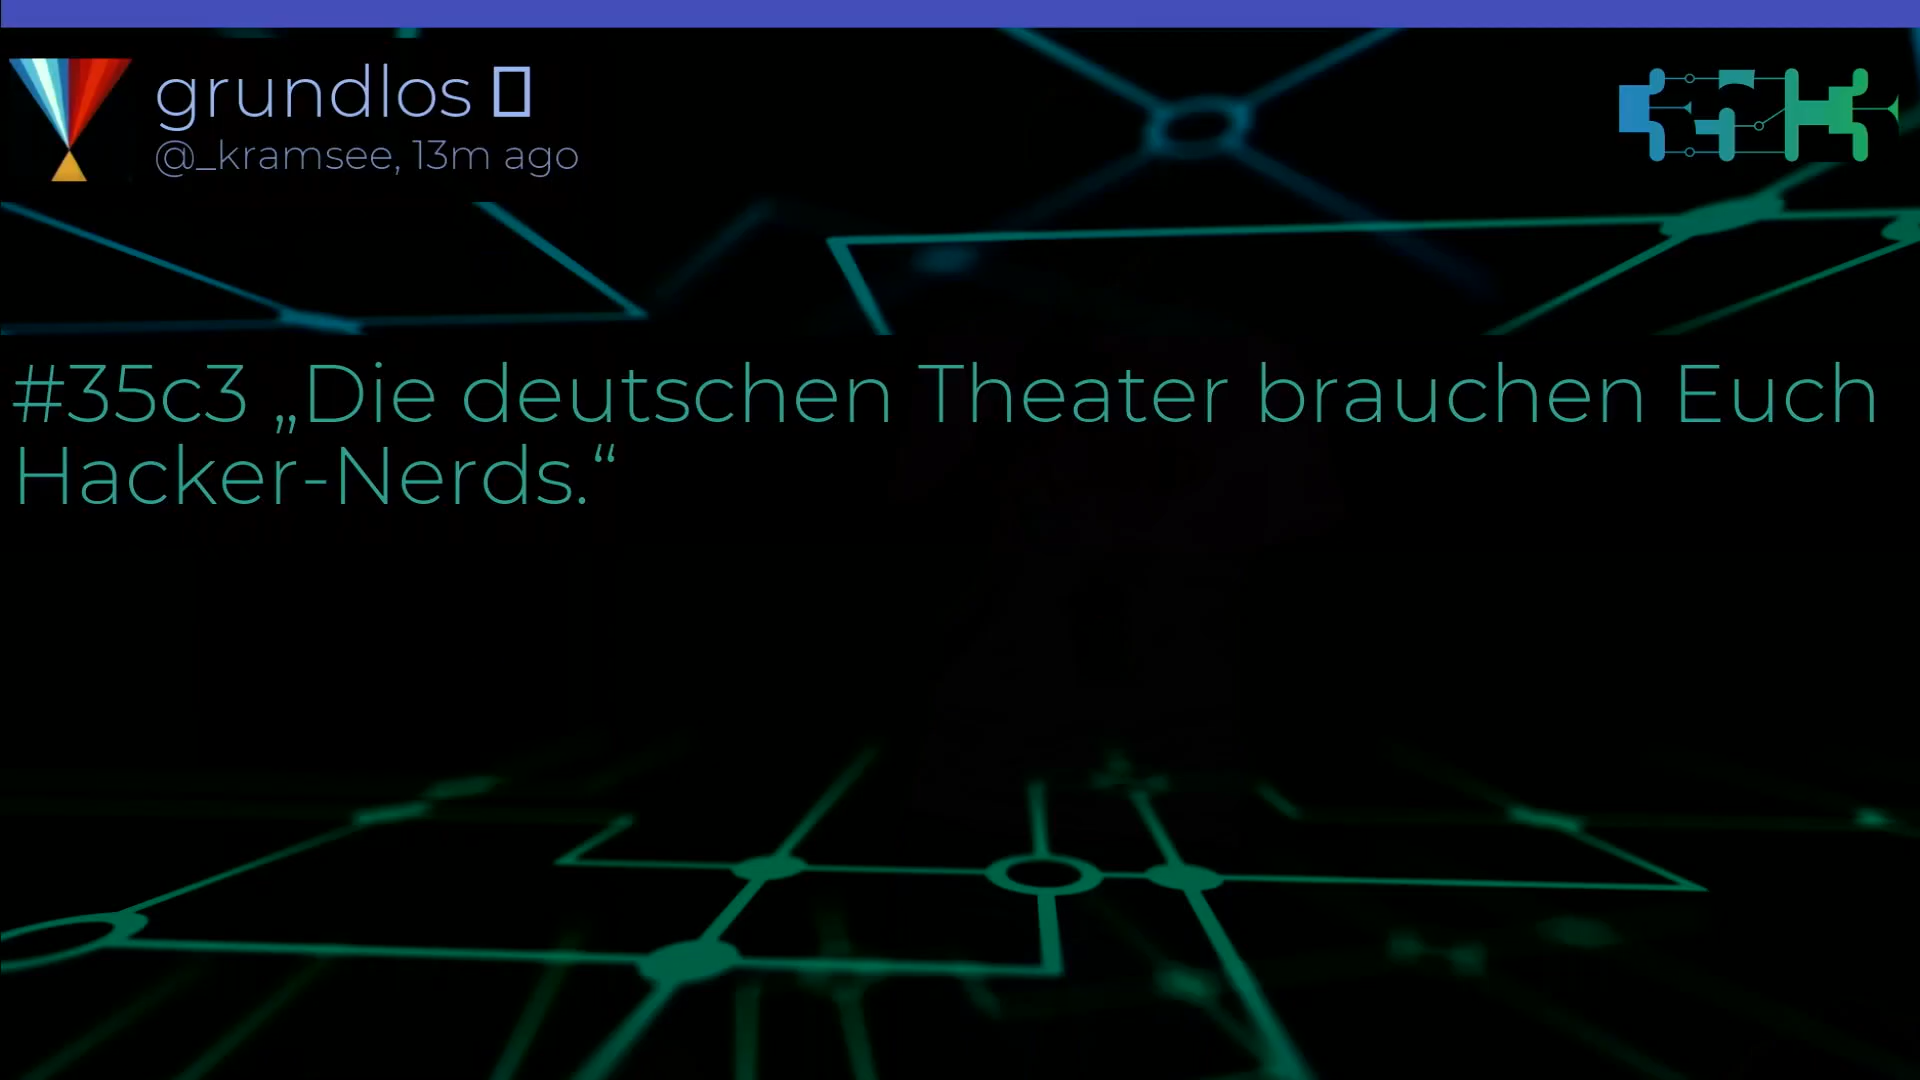 grundlos
@_kramsee, 13m ago
#35c3 „Die deutschen Theater brauchen Euch
Hacker-Nerds.“